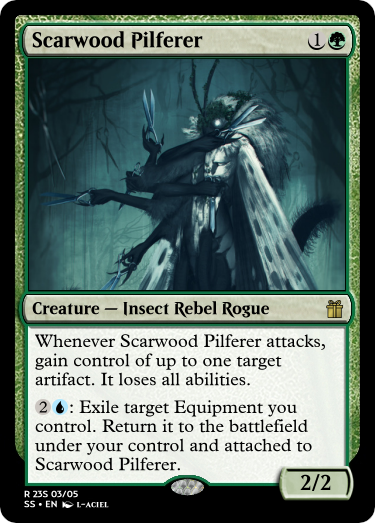 Scarwood Pilferer 1
Creature — Insect Rebel Rogue
Whenever Scarwood Pilferer attacks,
gain control of up to one target
artifact. It loses all abilities.
2 : Exile target Equipment you
control. Return it to the battlefield
under your control and attached to
Scarwood Pilferer.
2/2
R 23S 03/05
SS • EN L-ACIEL